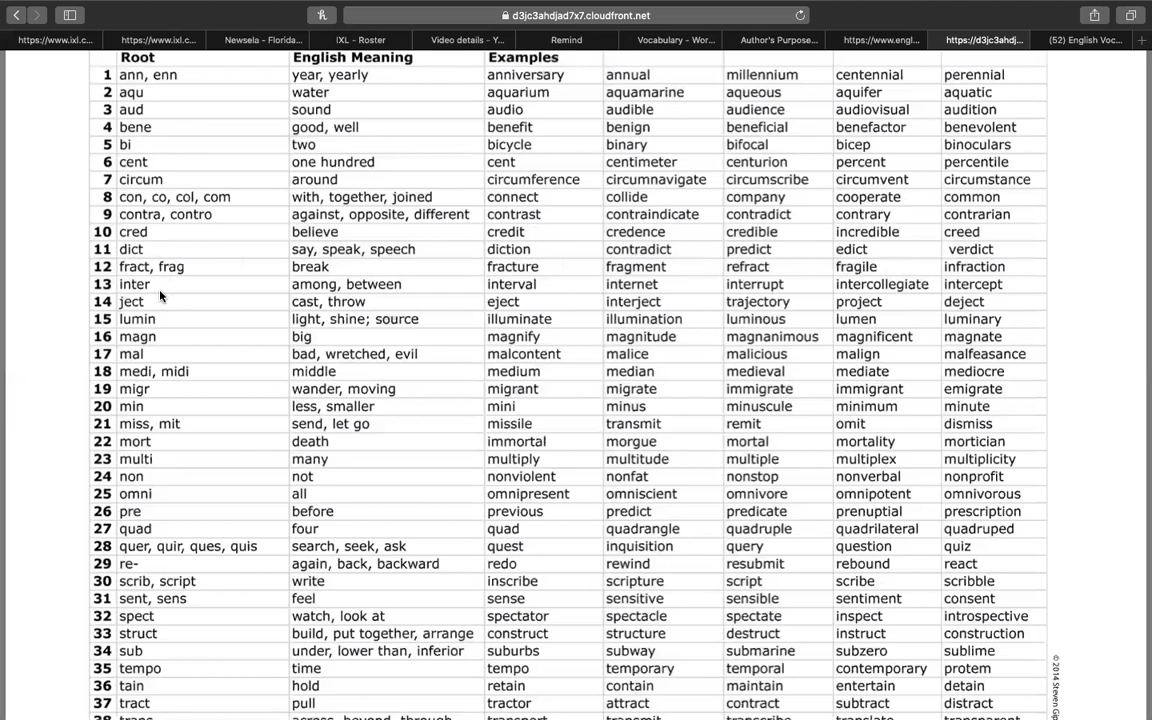 d3jc3ahdjad7x7.cloudfront.net
https://www.ixl.c... https://www.ixl.c... Newsela - Florida... IXL - Roster Video details - Y... Remind Vocabulary - Wor... Author's Purpose... https://www.engl... https://d3jc3ahdj... (52) English Voc... +
Root English Meaning Examples
1 ann, enn year, yearly anniversary annual millennium centennial perennial
2 aqu water aquarium aquamarine aqueous aquifer aquatic
3 aud sound audio audible audience audiovisual audition
4 bene good, well benefit benign beneficial benefactor benevolent
5 bi two bicycle binary bifocal bicep binoculars
6 cent one hundred cent centimeter centurion percent percentile
7 circum around circumference circumnavigate circumscribe circumvent circumstance
8 con, co, col, com with, together, joined connect collide company cooperate common
9 contra, contro against, opposite, different contrast contraindicate contradict contrary contrarian
10 cred believe credit credence credible incredible creed
11 dict say, speak, speech diction contradict predict edict verdict
12 fract, frag break fracture fragment refract fragile infraction
13 inter among, between interval internet interrupt intercollegiate intercept
14 ject cast, throw eject interject trajectory project deject
15 lumin light, shine; source illuminate illumination luminous lumen luminary
16 magn big magnify magnitude magnanimous magnificent magnate
17 mal bad, wretched, evil malcontent malice malicious malign malfeasance
18 medi, midi middle medium median medieval mediate mediocre
19 migr wander, moving migrant migrate immigrate immigrant emigrate
20 min less, smaller mini minus minuscule minimum minute
21 miss, mit send, let go missile transmit remit omit dismiss
22 mort death immortal morgue mortal mortality mortician
23 multi many multiply multitude multiple multiplex multiplicity
24 non not nonviolent nonfat nonstop nonverbal nonprofit
25 omni all omnipresent omniscient omnivore omnipotent omnivorous
26 pre before previous predict predicate prenuptial prescription
27 quad four quad quadrangle quadruple quadrilateral quadruped
28 quer, quir, ques, quis search, seek, ask quest inquisition query question quiz
29 re- again, back, backward redo rewind resubmit rebound react
30 scrib, script write inscribe scripture script scribe scribble
31 sent, sens feel sense sensitive sensible sentiment consent
32 spect watch, look at spectator spectacle spectate inspect introspective
33 struct build, put together, arrange construct structure destruct instruct construction
34 sub under, lower than, inferior suburbs subway submarine subzero sublime
35 tempo time tempo temporary temporal contemporary protem
36 tain hold retain contain maintain entertain detain
37 tract pull tractor attract contract subtract distract
38 trans across, beyond, through transport transmit transcribe translate transparent
© 2014 Steven